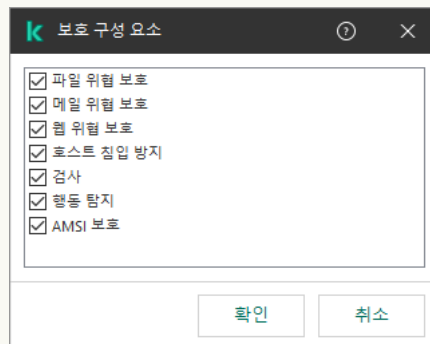 보호 구성 요소
파일 위협 보호
메일 위협 보호
웹 위협 보호
호스트 침입 방지
검사
행동 탐지
AMSI 보호
확인 취소